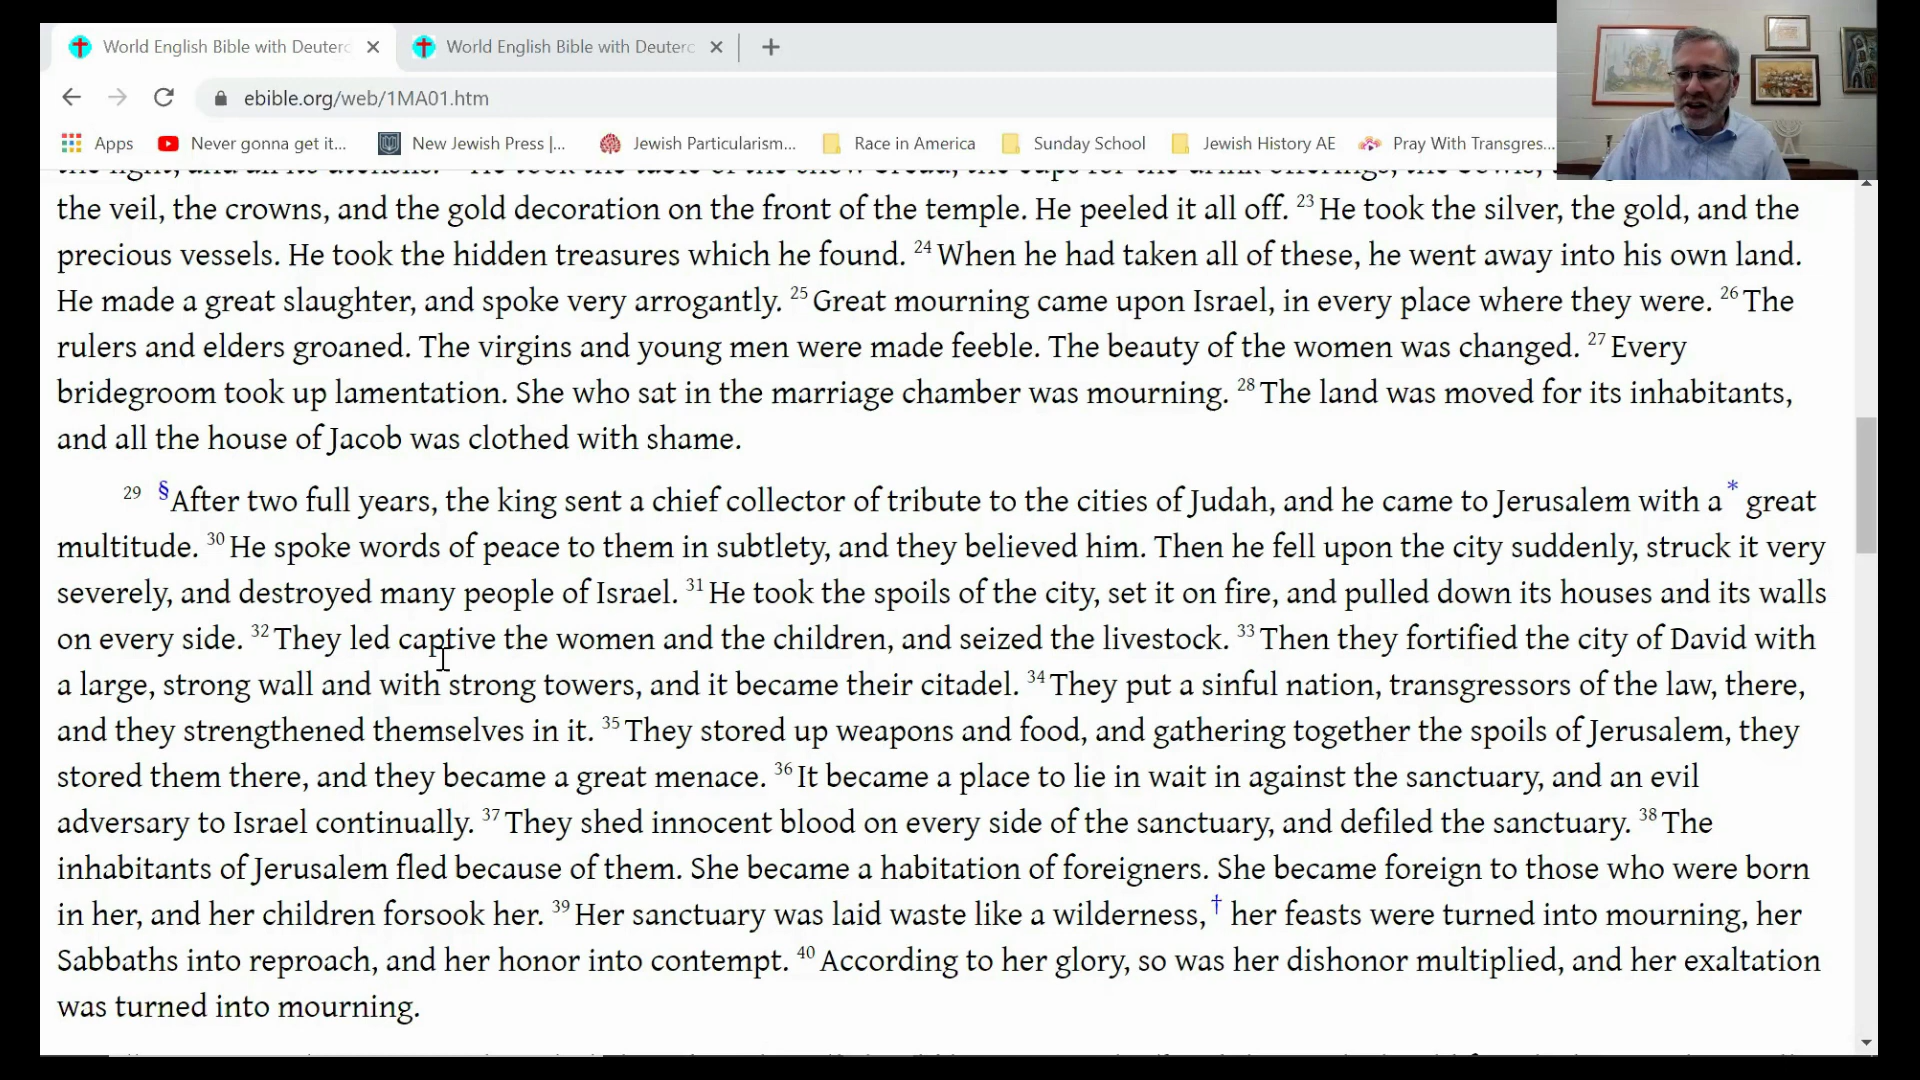 World English Bible with Deuterc
World English Bible with Deuterc
ebible.org/web/1MA01.htm
Apps
Never gonna get it...
New Jewish Press |...
Jewish Particularism...
Race in America
Sunday School
Jewish History AE
Pray With Transgres...
the veil, the crowns, and the gold decoration on the front of the temple. He peeled it all off. 23 He took the silver, the gold, and the
precious vessels. He took the hidden treasures which he found. 24 When he had taken all of these, he went away into his own land.
He made a great slaughter, and spoke very arrogantly. 25 Great mourning came upon Israel, in every place where they were. 26 The
rulers and elders groaned. The virgins and young men were made feeble. The beauty of the women was changed. 27 Every
bridegroom took up lamentation. She who sat in the marriage chamber was mourning. 28 The land was moved for its inhabitants,
and all the house of Jacob was clothed with shame.
29 § After two full years, the king sent a chief collector of tribute to the cities of Judah, and he came to Jerusalem with a * great
multitude. 30 He spoke words of peace to them in subtlety, and they believed him. Then he fell upon the city suddenly, struck it very
severely, and destroyed many people of Israel. 31 He took the spoils of the city, set it on fire, and pulled down its houses and its walls
on every side. 32 They led captive the women and the children, and seized the livestock. 33 Then they fortified the city of David with
a large, strong wall and with strong towers, and it became their citadel. 34 They put a sinful nation, transgressors of the law, there,
and they strengthened themselves in it. 35 They stored up weapons and food, and gathering together the spoils of Jerusalem, they
stored them there, and they became a great menace. 36 It became a place to lie in wait in against the sanctuary, and an evil
adversary to Israel continually. 37 They shed innocent blood on every side of the sanctuary, and defiled the sanctuary. 38 The
inhabitants of Jerusalem fled because of them. She became a habitation of foreigners. She became foreign to those who were born
in her, and her children forsook her. 39 Her sanctuary was laid waste like a wilderness, † her feasts were turned into mourning, her
Sabbaths into reproach, and her honor into contempt. 40 According to her glory, so was her dishonor multiplied, and her exaltation
was turned into mourning.